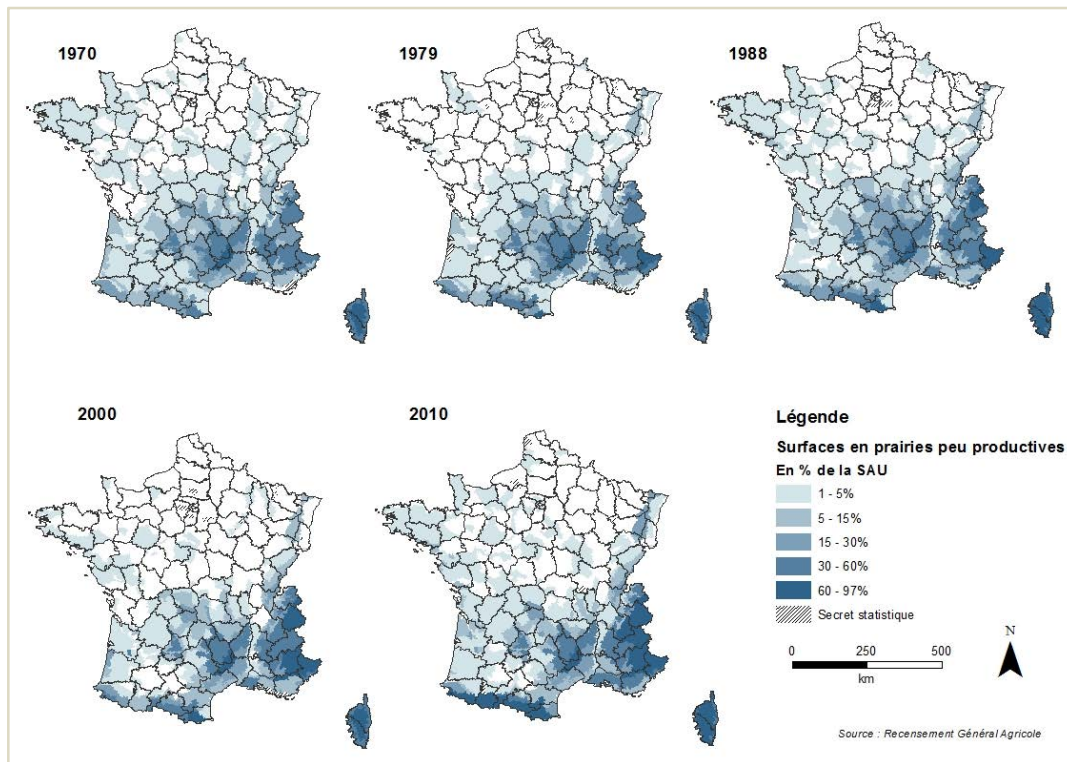 1970
1979
1988
2000
2010
Légende
Surfaces en prairies peu productives
En % de la SAU
1 - 5%
5 - 15%
15 - 30%
30 - 60%
60 - 97%
Secret statistique
0 250 500
km
N
Source : Recensement Général Agricole